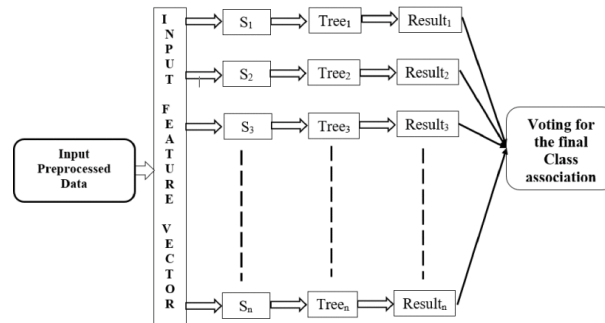 Input
Preprocessed
Data
INPUT FEATURE VECTOR
S₁
Tree₁
Result₁
S₂
Tree₂
Result₂
S₃
Tree₃
Result₃
Sₙ
Treeₙ
Resultₙ
Voting for
the final
Class
association